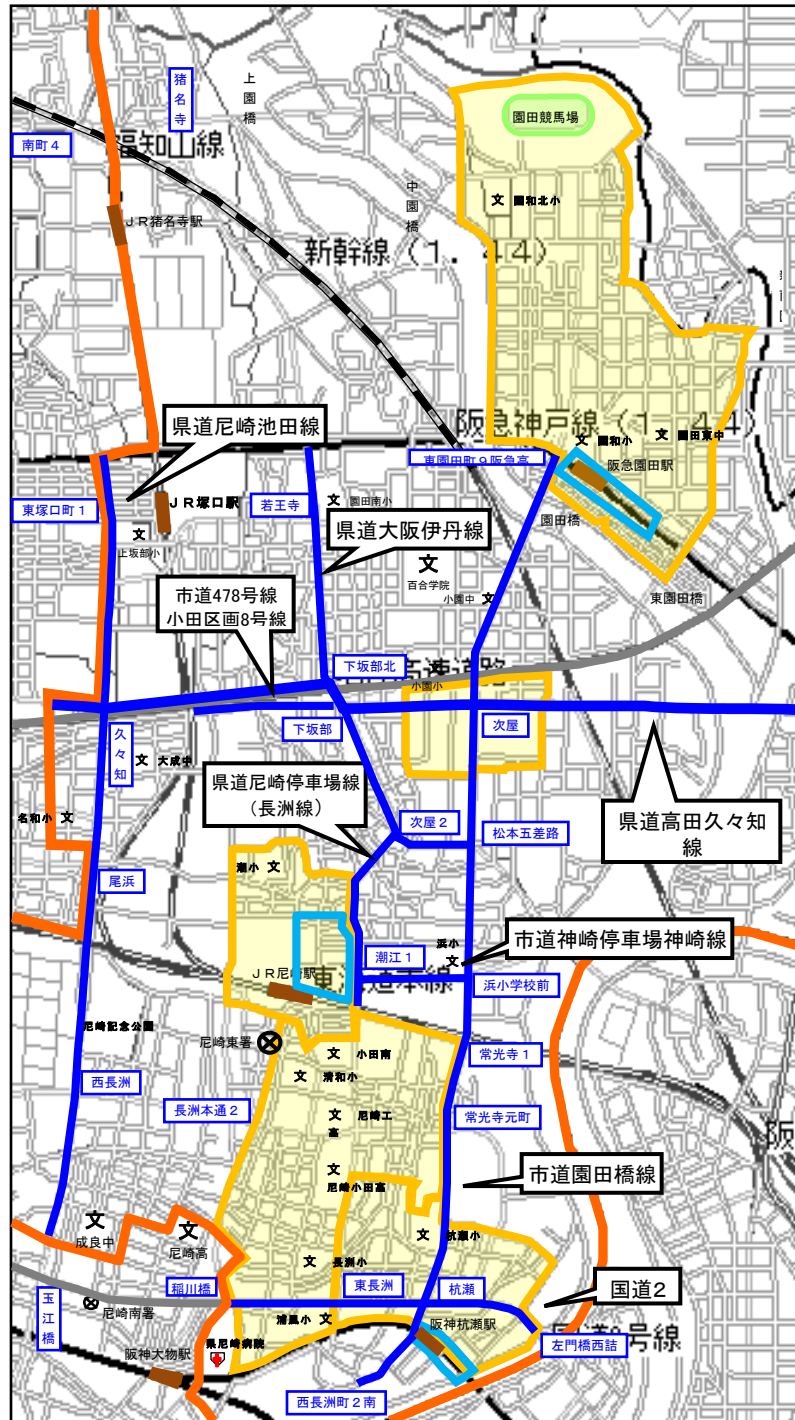 猪名寺
上園橋
園田競馬場
南町4
福知山線
中園橋
園和北小
JR猪名寺駅
新幹線(1.44)
県道尼崎池田線
阪急神戸線(1.44)
園和小
園田東中
東園田町9阪急高
阪急園田駅
東塚口町1
JR塚口駅
若王寺
園田南小
園田橋
上坂部小
県道大阪伊丹線
百合学院
小園中
東園田橋
市道478号線
小田区画8号線
下坂部北
高速道路
小園小
下坂部
次屋
久々知
大成中
県道尼崎停車場線
(長洲線)
県道高田久々知
線
名和小
次屋2
松本五差路
尾浜
潮小
市道神崎停車場神崎線
浜小
潮江1
JR尼崎駅
東海道本線
浜小学校前
尼崎記念公園
尼崎東署
小田南
常光寺1
清和小
西長洲
長洲本通2
尼崎工
高
常光寺元町
市道園田橋線
尼崎小田高
成良中
尼崎高
杭瀬小
長洲小
国道2
稲川橋
東長洲
杭瀬
玉江橋
尼崎南署
浦風小
阪神杭瀬駅
号線
左門橋西詰
県尼崎病院
阪神大物駅
西長洲町2南